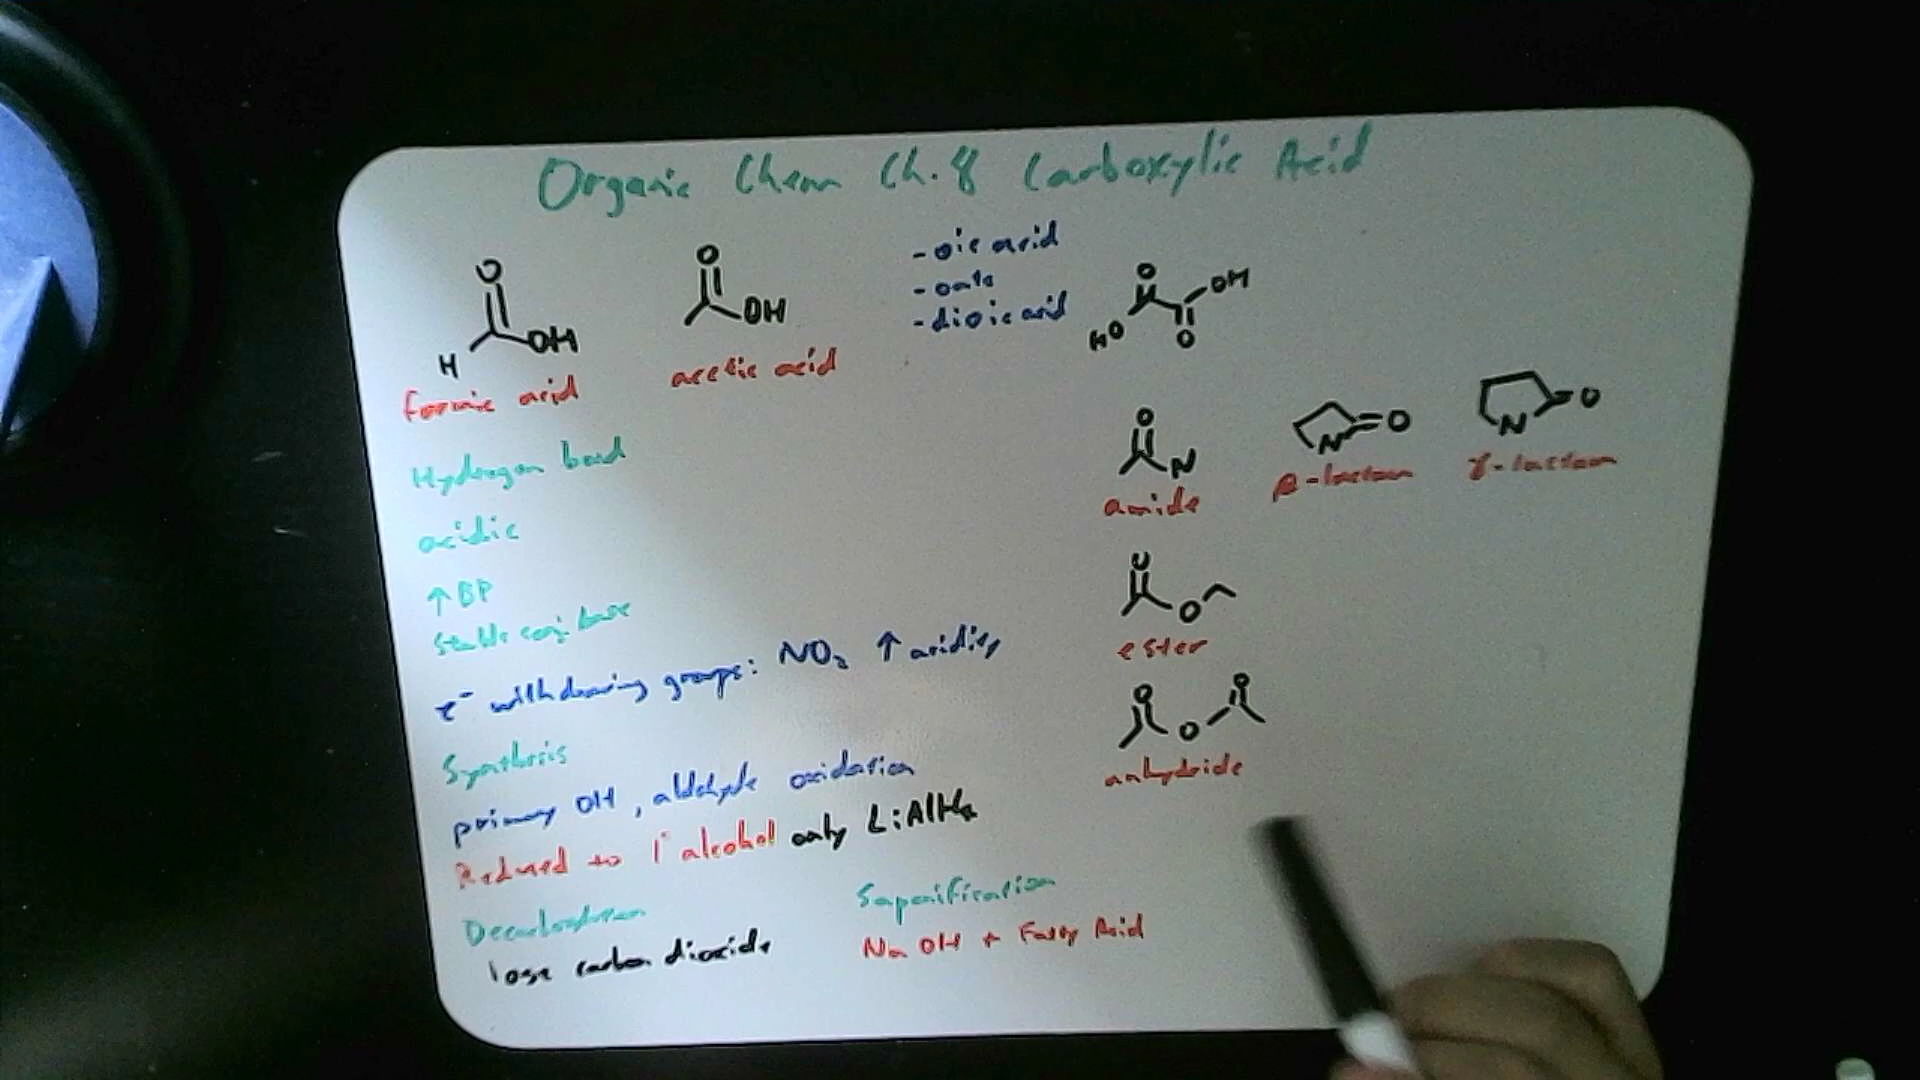 Organic Chem Ch. 8 Carboxylic Acid
O
OH
H
formic acid
O
OH
acetic acid
-oic acid
-oate
-dioic acid
O
OH
HO
O
Hydrogen bond
acidic
↑ BP
Stable conj base
e⁻ withdrawing groups: NO₂ ↑ acidity
Synthesis
primary OH, aldehyde oxidation
Reduced to 1° alcohol only LiAlH₄
Decarboxylation
lose carbon dioxide
Saponification
NaOH + Fatty Acid
O
N
amide
N
O
β-lactam
N
O
γ-lactam
O
O
ester
O
O
O
anhydride